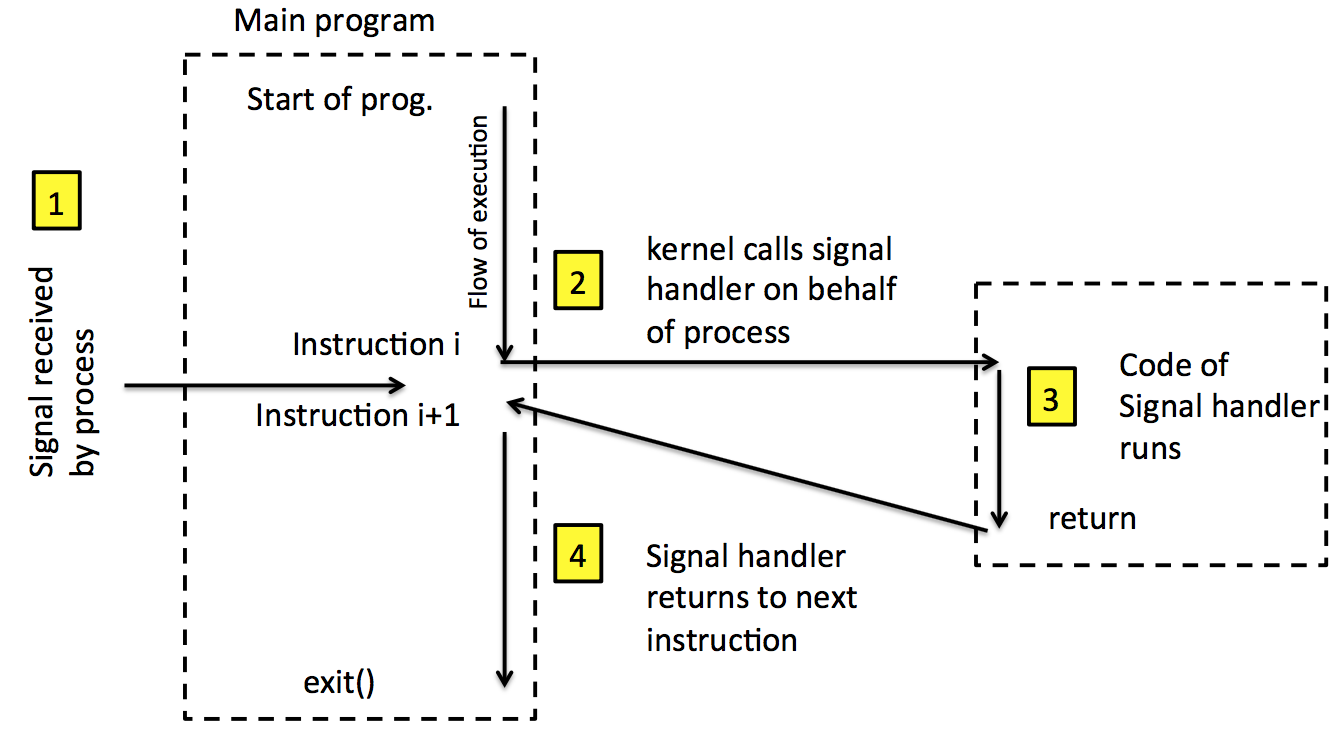 Main program
Start of prog.
Flow of execution
1
Signal received
by process
2
kernel calls signal
handler on behalf
of process
Instruction i
Instruction i+1
3
Code of
Signal handler
runs
return
4
Signal handler
returns to next
instruction
exit()